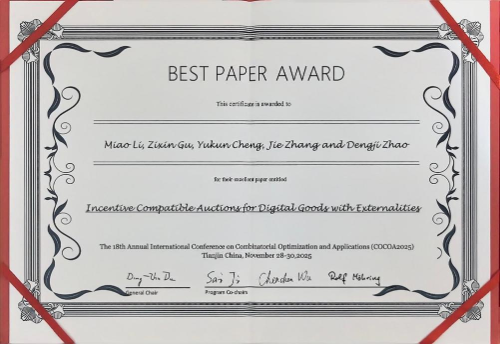 BEST PAPER AWARD
This certificate is awarded to
Miao Li, Zixin Gu, Yukun Cheng, Jie Zhang and Dengji Zhao
for their excellent paper entitled
Incentive Compatible Auctions for Digital Goods with Externalities
The 18th Annual International Conference on Combinatorial Optimization and Applications (COCOA2025)
Tianjin China, November 28-30,2025
General Chair
Program Co-chairs